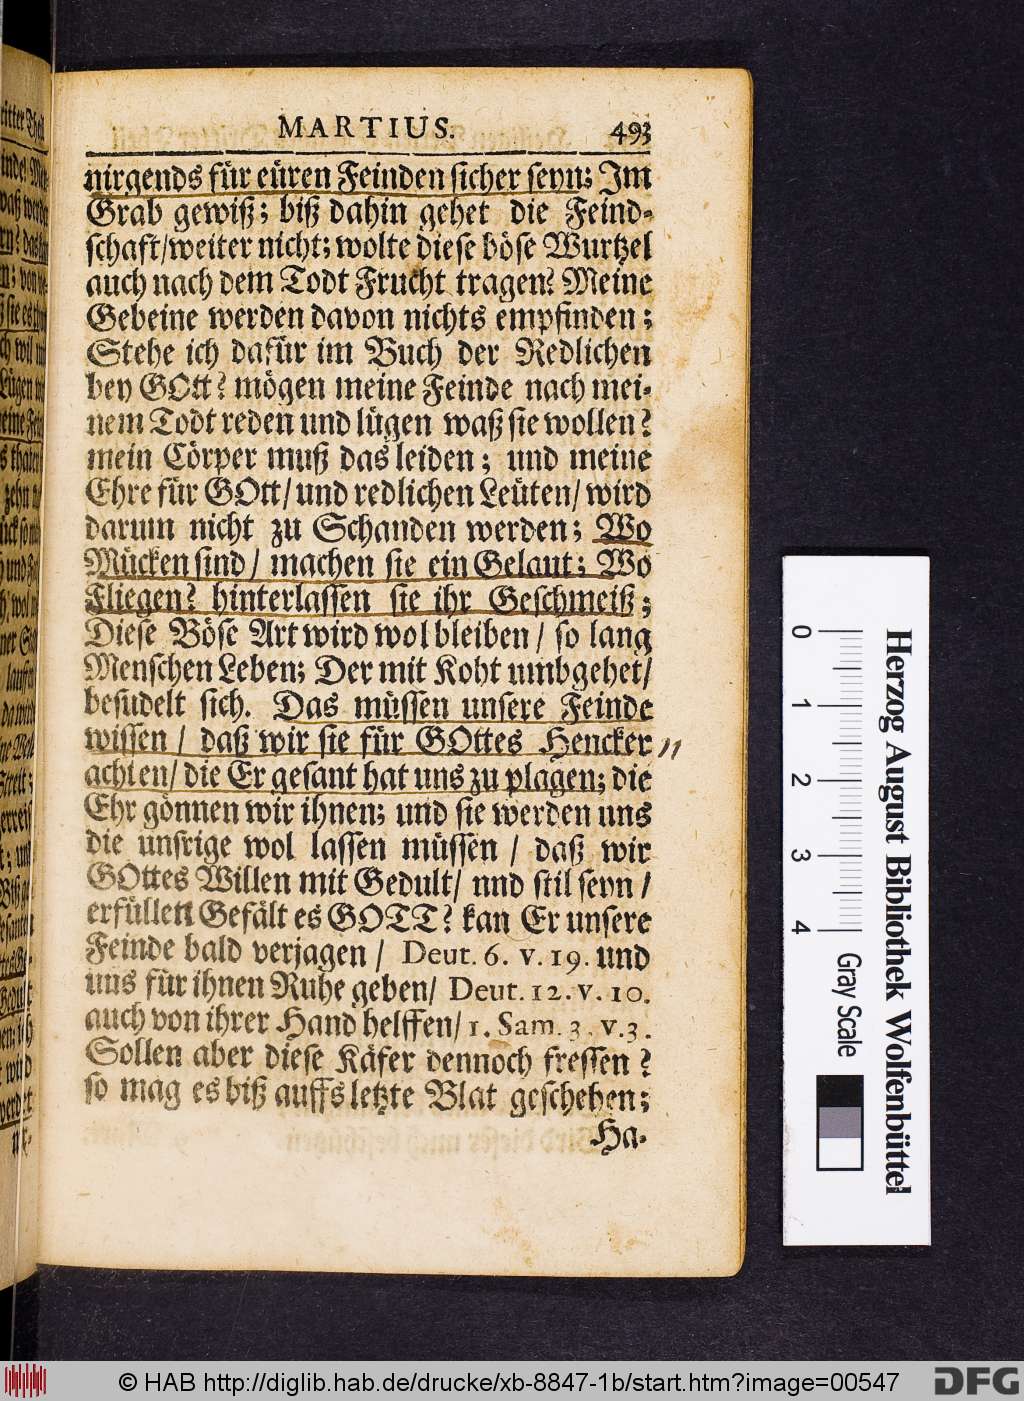 MARTIUS. 493
nirgends für eüren Feinden sicher seyn; Im
Grab gewiß; biß dahin gehet die Feind-
schafft/weiter nicht; wolte diese böse Wurtzel
auch nach dem Todt Frucht tragen? Meine
Gebeine werden davon nichts empfinden;
Stehe ich dafür im Buch der Redlichen
bey GOtt? mögen meine Feinde nach mei-
nem Todt reden und lügen waß sie wollen?
mein Cörper muß das leiden; und meine
Ehre für GOtt/ und redlichen Leüten/ wird
darum nicht zu Schanden werden; Wo
Mücken sind/ machen sie ein Gelaut; Wo
Fliegen? hinterlassen sie ihr Geschmeiß;
Diese Böse Art wird wol bleiben/ so lang
Menschen Leben; Der mit Koht umbgehet/
besudelt sich. Das müssen unsere Feinde
wissen/ daß wir sie für GOttes Hencker
achten/ die Er gesant hat uns zu plagen; die
Ehr gönnen wir ihnen; und sie werden uns
die unsrige wol lassen müssen/ daß wir
GOttes Willen mit Gedult/ und stil seyn/
erfüllen Gefält es GOTT? kan Er unsere
Feinde bald verjagen/ Deut. 6. v. 19. und
uns für ihnen Ruhe geben/ Deut. 12. v. 10.
auch von ihrer Hand helffen/ 1. Sam. 3. v. 3.
Sollen aber diese Käfer dennoch fressen?
so mag es biß auffs letzte Blat geschehen;
Ha-
0 1 2 3 4
Gray Scale
Herzog August Bibliothek Wolfenbüttel
© HAB http://diglib.hab.de/drucke/xb-8847-1b/start.htm?image=00547
DFG